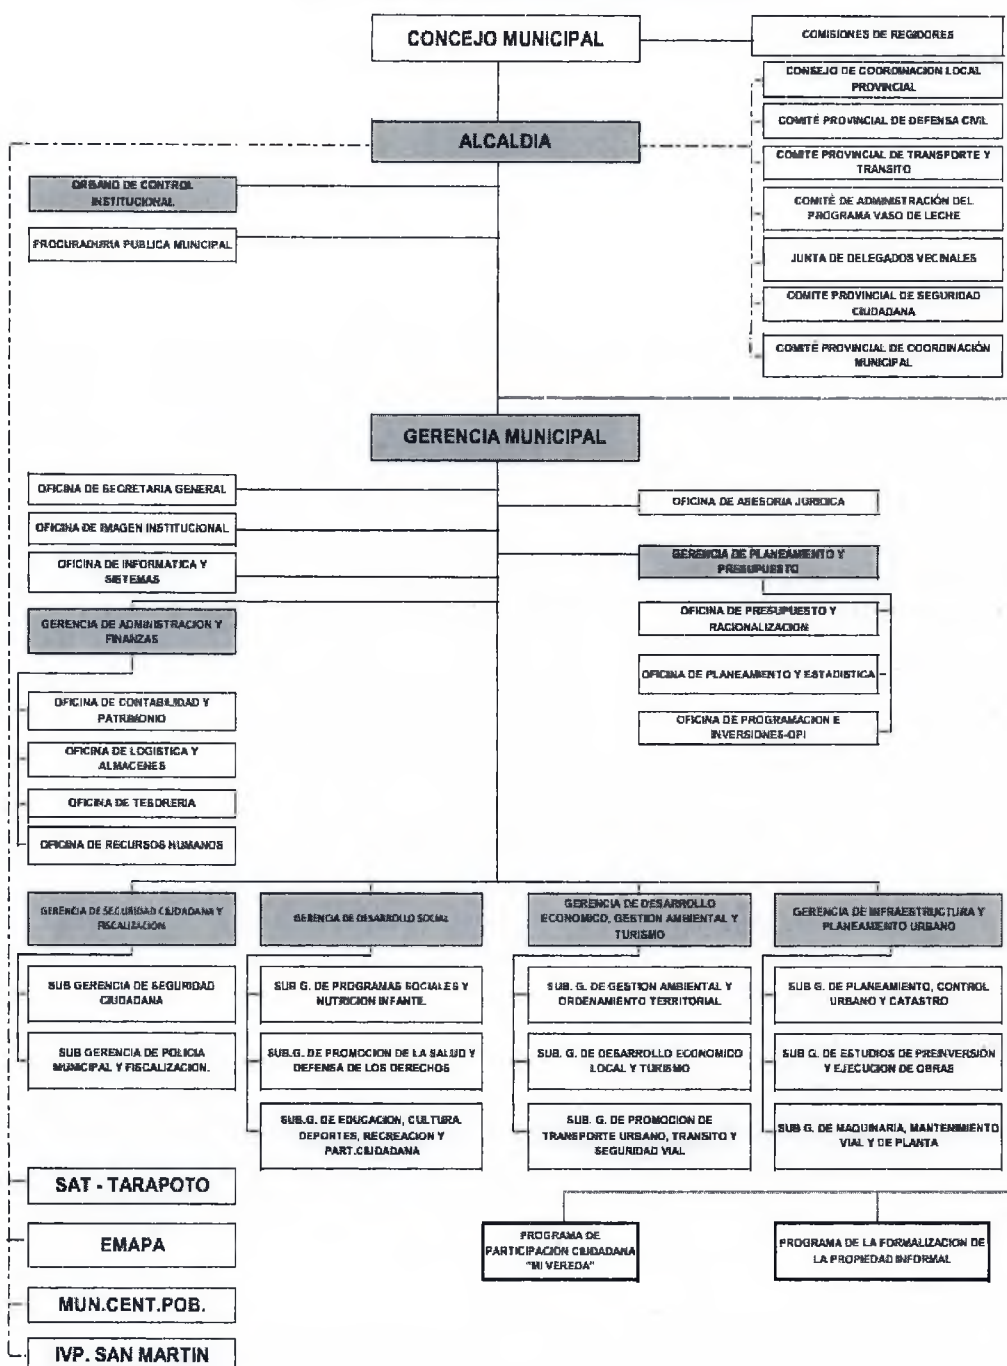 CONCEJO MUNICIPAL
COMISIONES DE REGIDORES
CONSEJO DE COORDINACION LOCAL
PROVINCIAL
COMITÉ PROVINCIAL DE DEFENSA CIVIL
ALCALDIA
COMITE PROVINCIAL DE TRANSPORTE Y
TRANSITO
ORGANO DE CONTROL
INSTITUCIONAL
COMITÉ DE ADMINISTRACIÓN DEL
PROGRAMA VASO DE LECHE
PROCURADURIA PUBLICA MUNICIPAL
JUNTA DE DELEGADOS VECINALES
COMITE PROVINCIAL DE SEGURIDAD
CIUDADANA
COMITE PROVINCIAL DE COORDINACIÓN
MUNICIPAL
GERENCIA MUNICIPAL
OFICINA DE SECRETARIA GENERAL
OFICINA DE ASESORIA JURIDICA
OFICINA DE IMAGEN INSTITUCIONAL
OFICINA DE INFORMATICA Y
SISTEMAS
GERENCIA DE PLANEAMIENTO Y
PRESUPUESTO
GERENCIA DE ADMINISTRACION Y
FINANZAS
OFICINA DE PRESUPUESTO Y
RACIONALIZACION
OFICINA DE PLANEAMIENTO Y ESTADISTICA
OFICINA DE CONTABILIDAD Y
PATRIMONIO
OFICINA DE PROGRAMACION E
INVERSIONES-OPI
OFICINA DE LOGISTICA Y
ALMACENES
OFICINA DE TESORERIA
OFICINA DE RECURSOS HUMANOS
GERENCIA DE SEGURIDAD CIUDADANA Y
FISCALIZACIÓN
GERENCIA DE DESARROLLO SOCIAL
GERENCIA DE DESARROLLO
ECONOMICO, GESTION AMBIENTAL Y
TURISMO
GERENCIA DE INFRAESTRUCTURA Y
PLANEAMIENTO URBANO
SUB GERENCIA DE SEGURIDAD
CIUDADANA
SUB G. DE PROGRAMAS SOCIALES Y
NUTRICION INFANTE.
SUB. G. DE GESTION AMBIENTAL Y
ORDENAMIENTO TERRITORIAL
SUB G. DE PLANEAMIENTO, CONTROL
URBANO Y CATASTRO
SUB GERENCIA DE POLICIA
MUNICIPAL Y FISCALIZACION.
SUB.G. DE PROMOCION DE LA SALUD Y
DEFENSA DE LOS DERECHOS
SUB. G. DE DESARROLLO ECONOMICO
LOCAL Y TURISMO
SUB G. DE ESTUDIOS DE PREINVERSIÓN
Y EJECUCION DE OBRAS
SUB.G. DE EDUCACION, CULTURA
DEPORTES, RECREACION Y
PART.CIUDADANA
SUB. G. DE PROMOCION DE
TRANSPORTE URBANO, TRANSITO Y
SEGURIDAD VIAL
SUB G. DE MAQUINARIA, MANTENIMIENTO
VIAL Y DE PLANTA
SAT - TARAPOTO
EMAPA
PROGRAMA DE
PARTICIPACION CIUDADANA
"MI VEREDA"
PROGRAMA DE LA FORMALIZACION DE
LA PROPIEDAD INFORMAL
MUN.CENT.POB.
IVP. SAN MARTIN